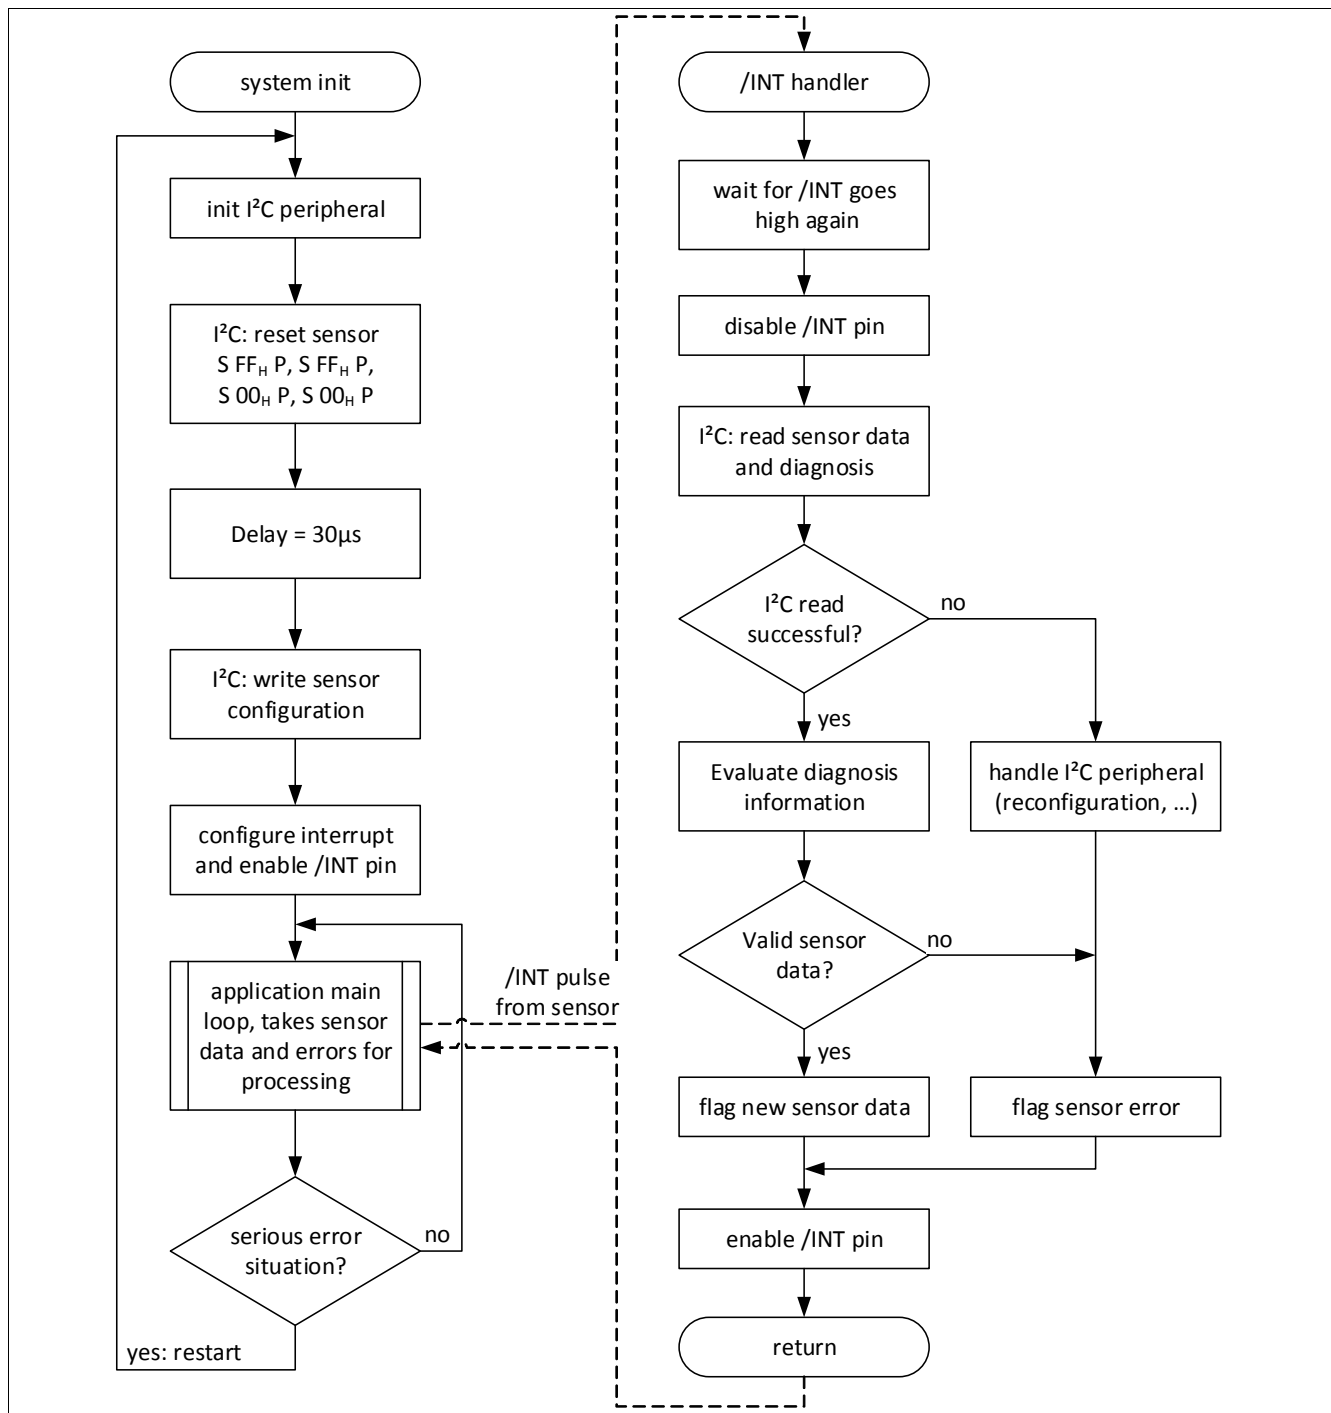 system init
init I²C peripheral
I²C: reset sensor
S FFH P, S FFH P,
S 00H P, S 00H P
Delay = 30µs
I²C: write sensor
configuration
configure interrupt
and enable /INT pin
application main
loop, takes sensor
data and errors for
processing
serious error
situation?
no
yes: restart
/INT pulse
from sensor
/INT handler
wait for /INT goes
high again
disable /INT pin
I²C: read sensor data
and diagnosis
I²C read
successful?
no
yes
Evaluate diagnosis
information
handle I²C peripheral
(reconfiguration, …)
Valid sensor
data?
no
yes
flag new sensor data
flag sensor error
enable /INT pin
return